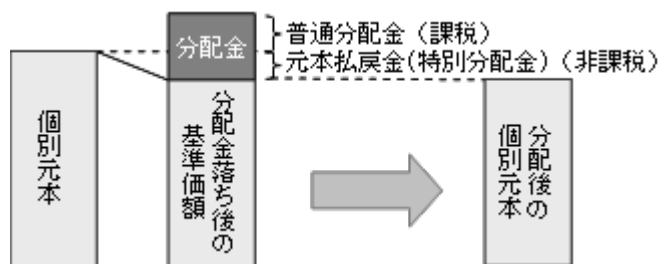 分配金
普通分配金(課税)
元本払戻金(特別分配金)(非課税)
個別元本
分配金落ち後の
基準価額
分配後の
個別元本